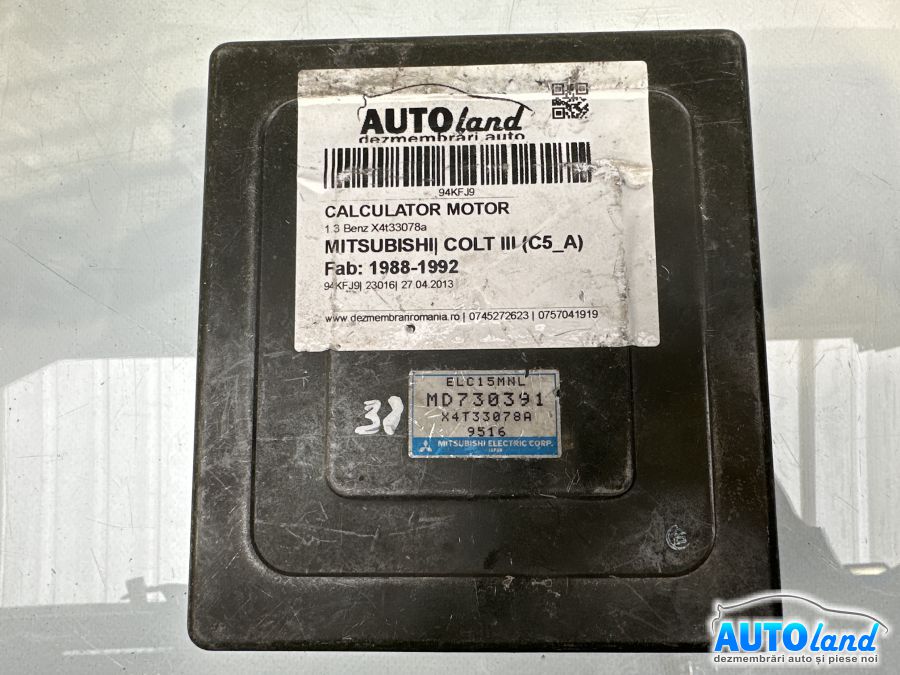 AUTOland
dezmembrări auto
94KFJ9
CALCULATOR MOTOR
1.3 Benz X4t33078a
MITSUBISHI| COLT III (C5_A)
Fab: 1988-1992
94KFJ9| 23016| 27.04.2013
www.dezmembrariromania.ro | 0745272623 | 0757041919
ELC15MNL
MD730391
X4T33078A
9516
MITSUBISHI ELECTRIC CORP.
JAPAN
38
AUTOland
dezmembrări auto și piese noi